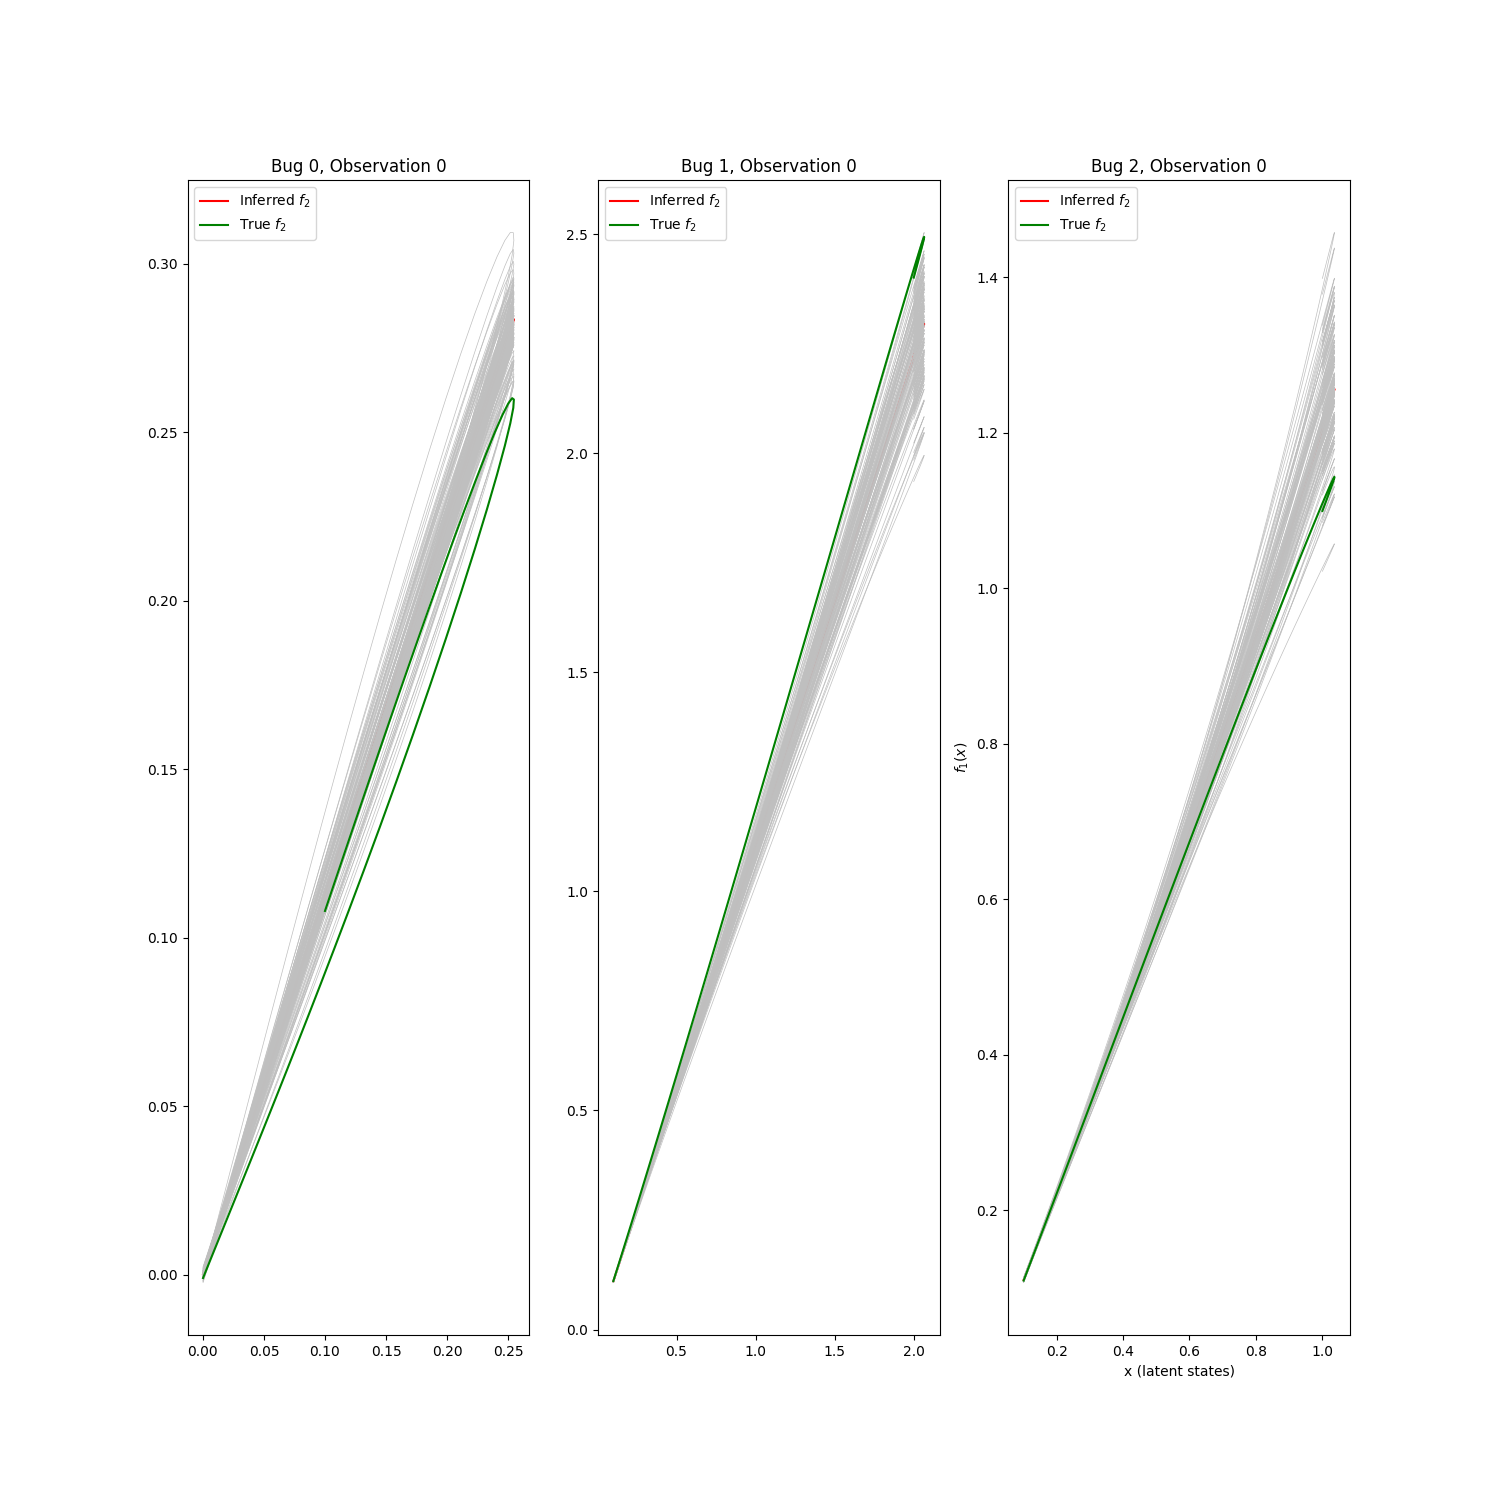 Bug 0, Observation 0
Inferred f₂
True f₂
0.30
0.25
0.20
0.15
0.10
0.05
0.00
0.00 0.05 0.10 0.15 0.20 0.25
Bug 1, Observation 0
Inferred f₂
True f₂
2.5
2.0
1.5
1.0
0.5
0.0
0.5 1.0 1.5 2.0
Bug 2, Observation 0
Inferred f₂
True f₂
f₁(x)
1.4
1.2
1.0
0.8
0.6
0.4
0.2
0.2 0.4 0.6 0.8 1.0
x (latent states)